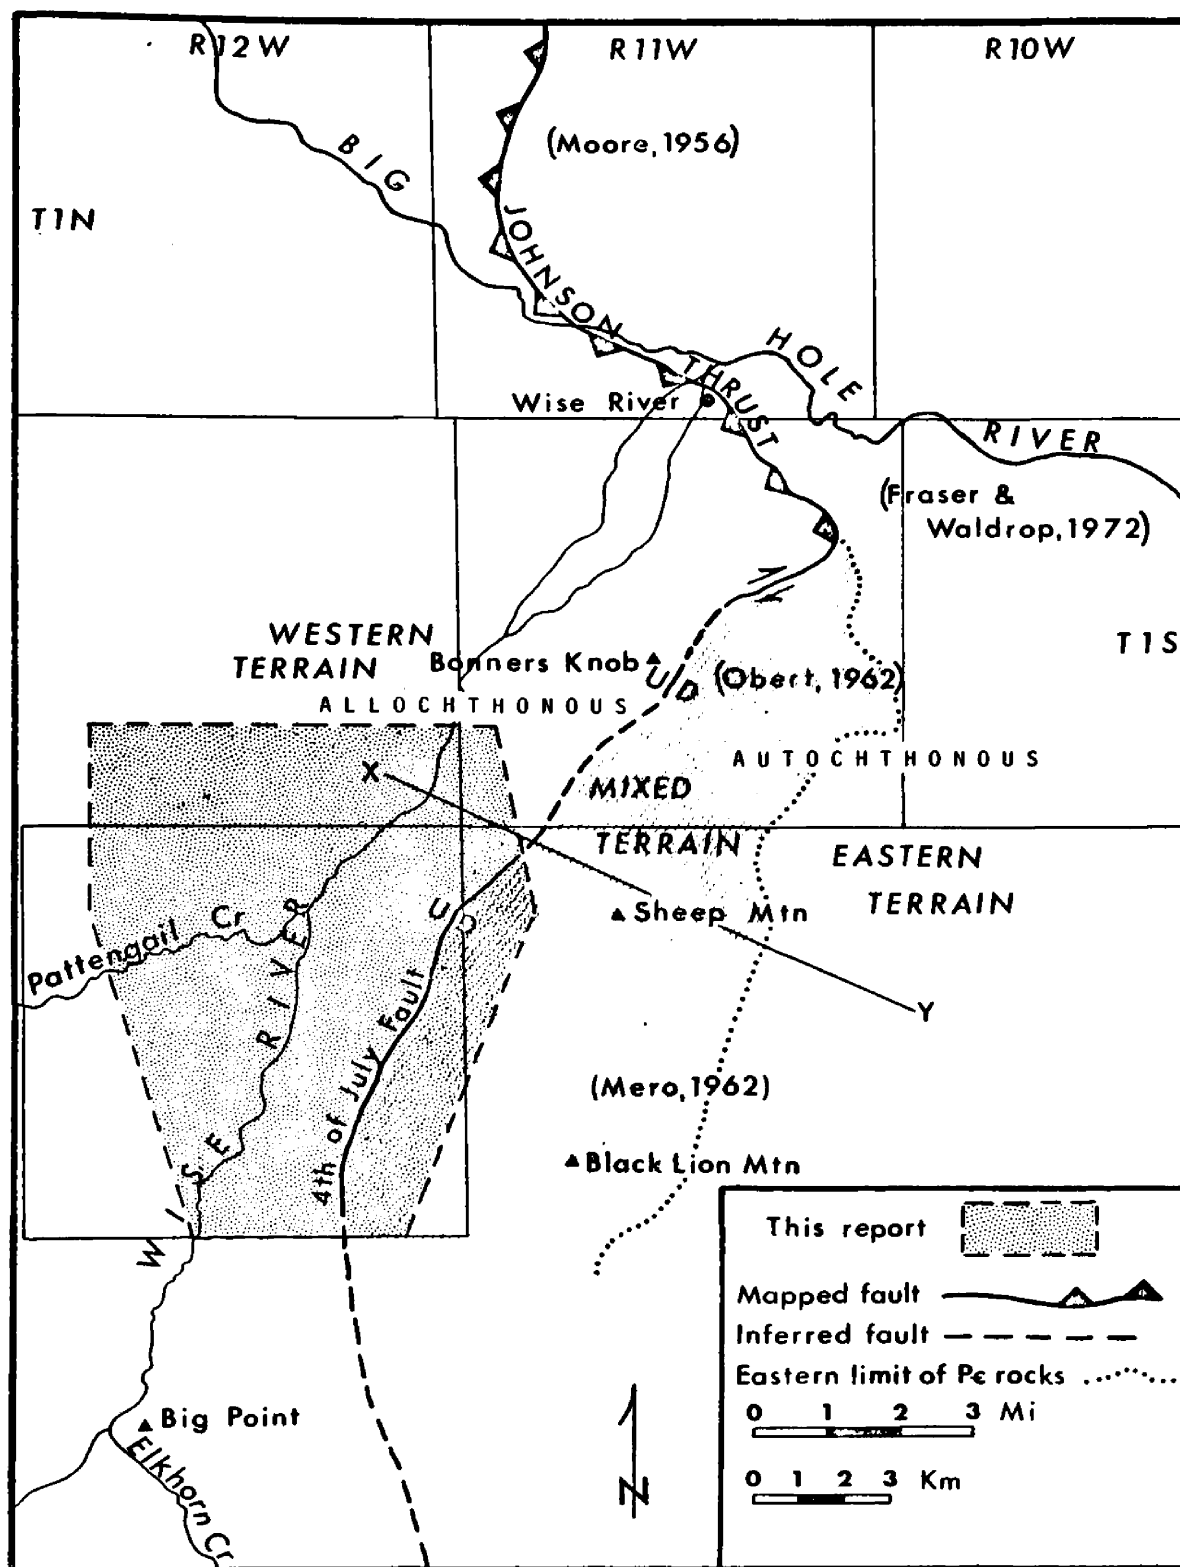 R12W
R11W
R10W
(Moore, 1956)
BIG
T1N
JOHNSON
HOLE
THRUST
Wise River
RIVER
(Fraser &
Waldrop, 1972)
WESTERN
TERRAIN
T1S
Bonners Knob
U/D
(Obert, 1962)
ALLOCHTHONOUS
AUTOCHTHONOUS
X
MIXED
TERRAIN
EASTERN
TERRAIN
Sheep Mtn
U
D
Pattengail Cr
Y
4th of July Fault
(Mero, 1962)
WISE RIVER
Black Lion Mtn
This report
Mapped fault
Inferred fault
Eastern limit of P€ rocks
0 1 2 3 Mi
0 1 2 3 Km
Big Point
Elkhorn Cr
N